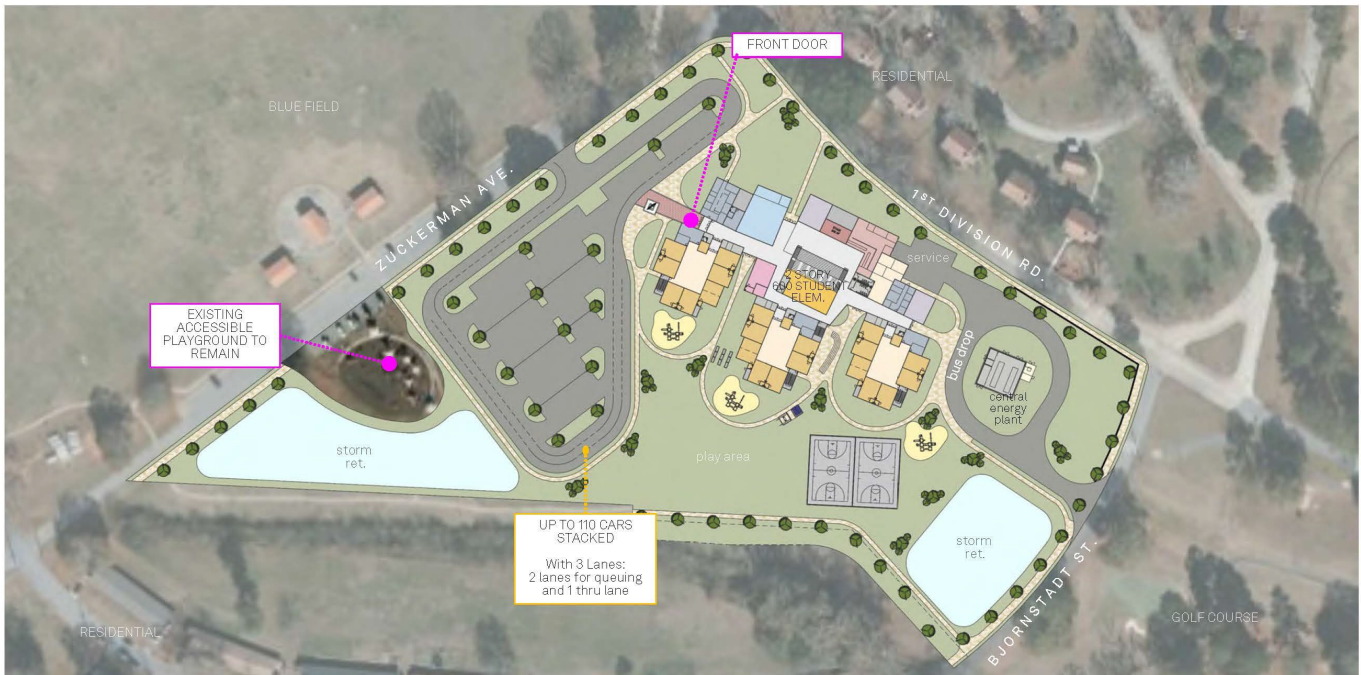 FRONT DOOR
RESIDENTIAL
BLUE FIELD
ZUCKERMAN AVE.
1ST DIVISION RD.
service
2 STORY
600 STUDENT
ELEM.
EXISTING
ACCESSIBLE
PLAYGROUND TO
REMAIN
bus drop
central
energy
plant
storm
ret.
play area
UP TO 110 CARS
STACKED
With 3 Lanes:
2 lanes for queuing
and 1 thru lane
storm
ret.
BJORNSTADT ST.
GOLF COURSE
RESIDENTIAL